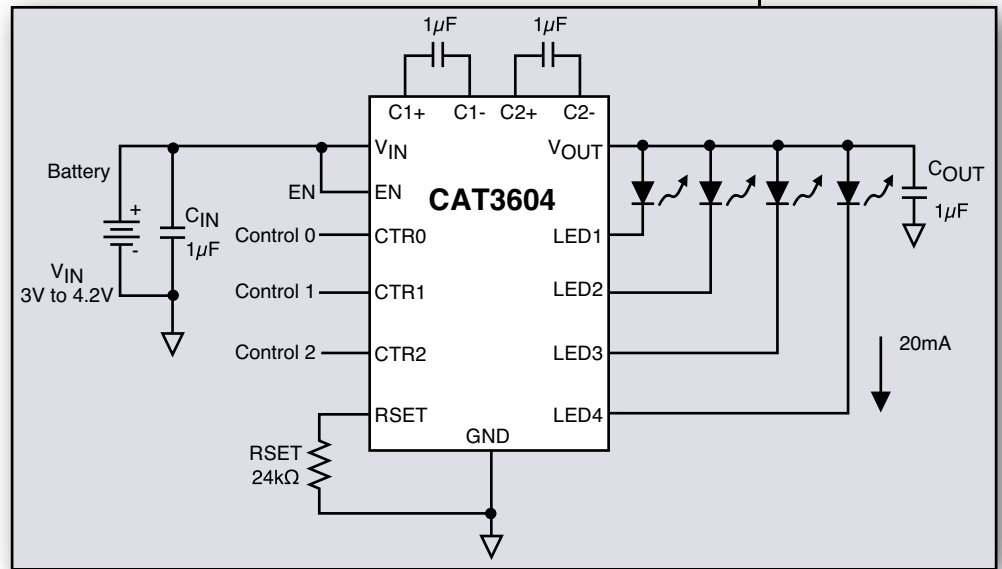 1µF
1µF
C1+ C1- C2+ C2-
VIN
VOUT
Battery
EN
EN
CAT3604
COUT
1µF
+
-
CIN
1µF
Control 0
CTR0
LED1
VIN
3V to 4.2V
Control 1
CTR1
LED2
Control 2
CTR2
LED3
20mA
RSET
LED4
GND
RSET
24kΩ